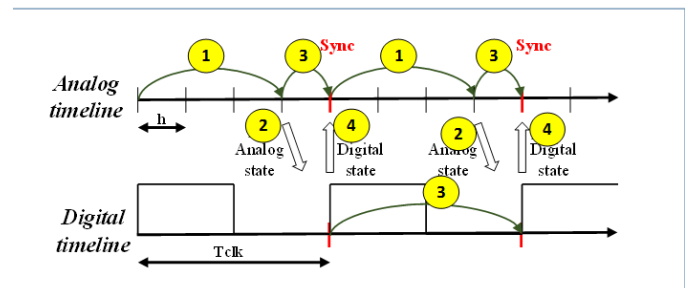 1
3
Sync
1
3
Sync
Analog
timeline
h
2
4
2
4
Analog
state
Digital
state
Analog
state
Digital
state
3
Digital
timeline
Tclk